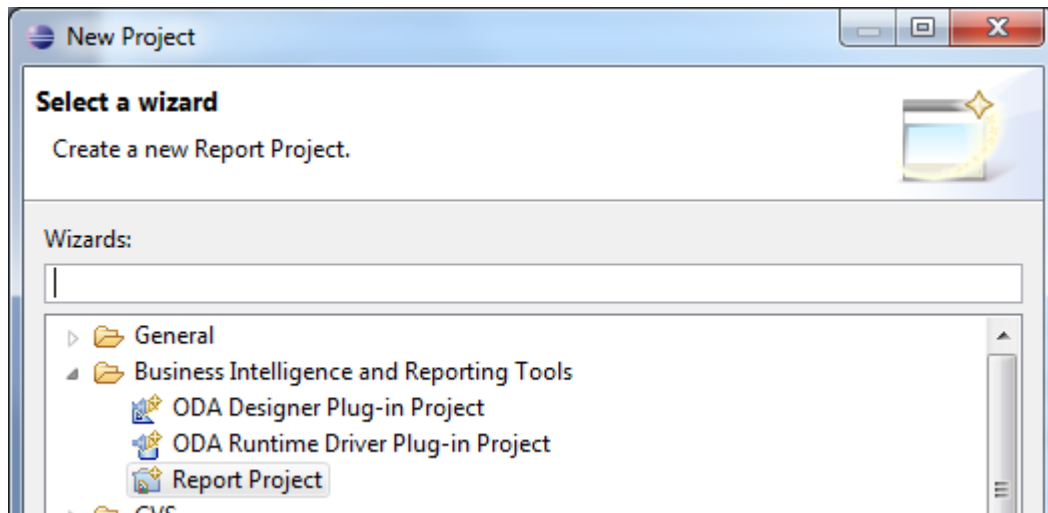 New Project
Select a wizard
Create a new Report Project.
Wizards:
General
Business Intelligence and Reporting Tools
ODA Designer Plug-in Project
ODA Runtime Driver Plug-in Project
Report Project
CVS